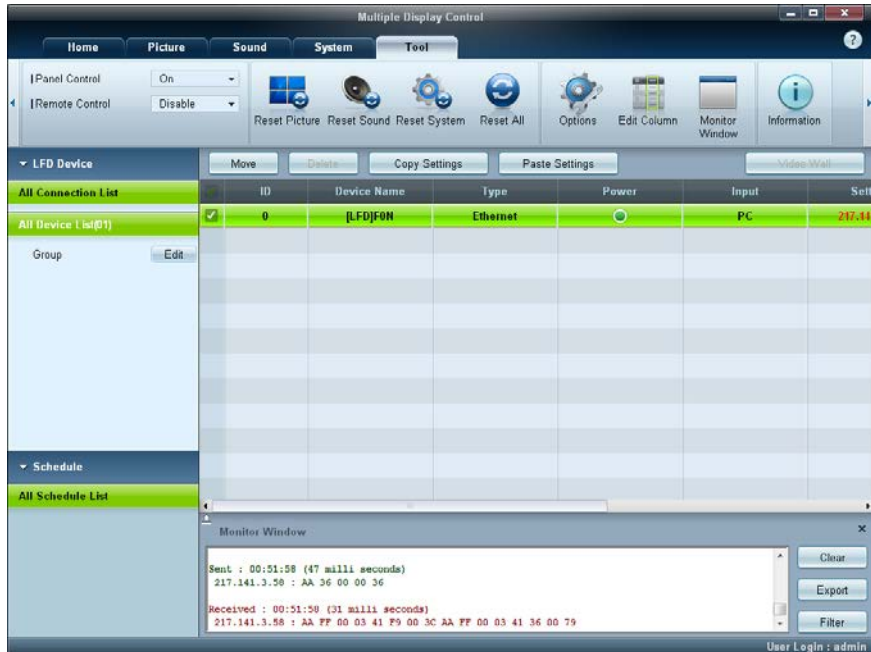 Multiple Display Control
Home Picture Sound System Tool
Panel Control On
Remote Control Disable
Reset Picture Reset Sound Reset System Reset All Options Edit Column Monitor Window Information
LFD Device
Move Delete Copy Settings Paste Settings Video Wall
All Connection List
ID Device Name Type Power Input
All Device List(01)
0 [LFD]F0N Ethernet PC 217.14
Group Edit
Schedule
All Schedule List
Monitor Window
Sent : 00:51:58 (47 milli seconds)
217.141.3.58 : AA 36 00 00 36
Received : 00:51:58 (31 milli seconds)
217.141.3.58 : AA FF 00 03 41 F9 00 3C AA FF 00 03 41 36 00 79
Clear
Export
Filter
User Login : admin